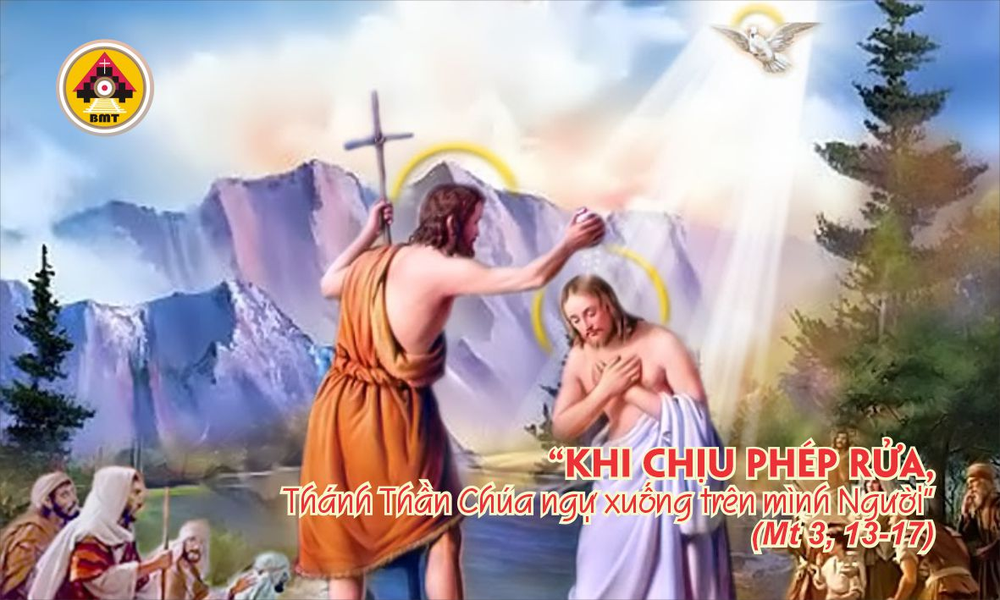 BMT
“KHI CHỊU PHÉP RỬA,
Thánh Thần Chúa ngự xuống trên mình Người”
(Mt 3, 13-17)